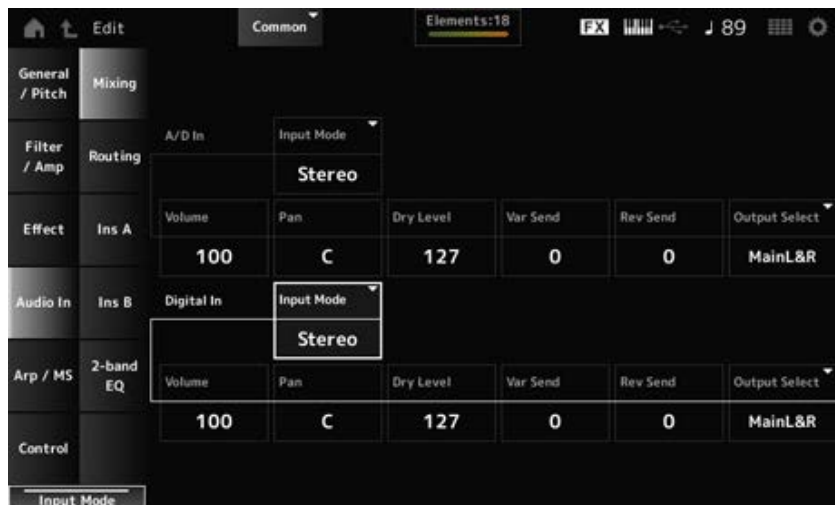 Edit
Common
Elements:18
FX
♩ 89
General / Pitch
Mixing
Filter / Amp
Routing
A/D In
Input Mode
Stereo
Effect
Ins A
Volume
Pan
Dry Level
Var Send
Rev Send
Output Select
100
C
127
0
0
MainL&R
Audio In
Ins B
Digital In
Input Mode
Stereo
Arp / MS
2-band EQ
Volume
Pan
Dry Level
Var Send
Rev Send
Output Select
100
C
127
0
0
MainL&R
Control
Input Mode